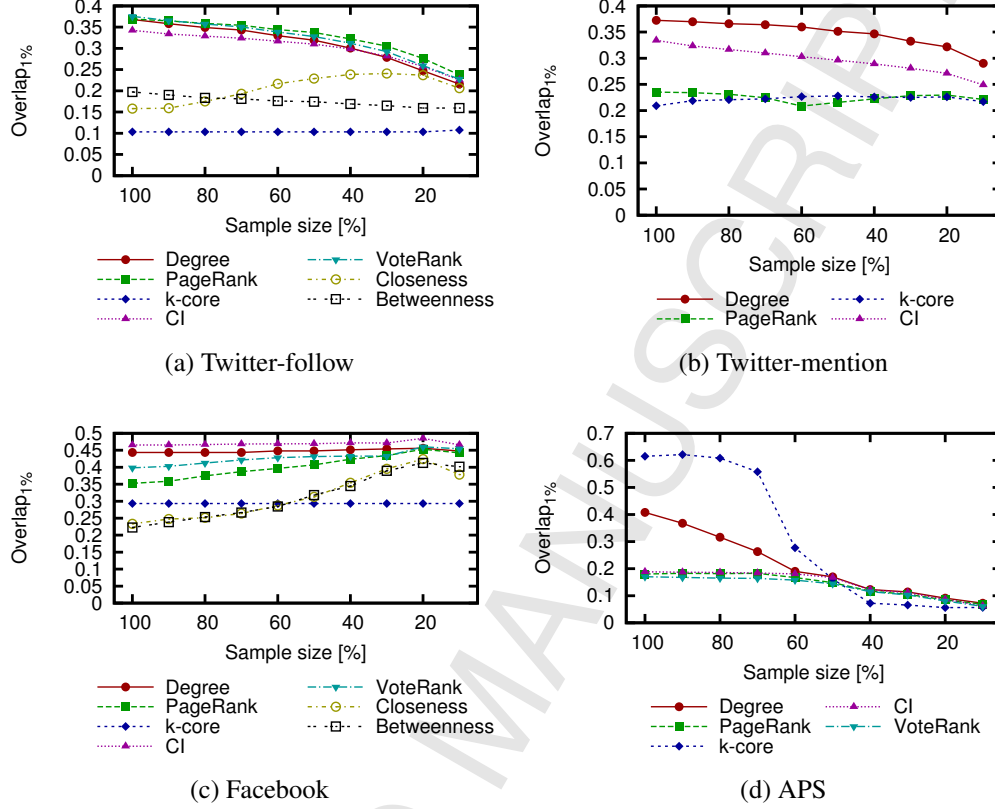 0.4
0.35
0.3
0.25
0.2
0.15
0.1
0.05
0
Overlap1%
100 80 60 40 20
Sample size [%]
Degree
PageRank
k-core
CI
VoteRank
Closeness
Betweenness
(a) Twitter-follow
0.4
0.35
0.3
0.25
0.2
0.15
0.1
0.05
0
Overlap1%
100 80 60 40 20
Sample size [%]
Degree
PageRank
k-core
CI
(b) Twitter-mention
0.5
0.45
0.4
0.35
0.3
0.25
0.2
0.15
0.1
0.05
0
Overlap1%
100 80 60 40 20
Sample size [%]
Degree
PageRank
k-core
CI
VoteRank
Closeness
Betweenness
(c) Facebook
0.7
0.6
0.5
0.4
0.3
0.2
0.1
0
Overlap1%
100 80 60 40 20
Sample size [%]
Degree
PageRank
k-core
CI
VoteRank
(d) APS
MANUSCRIP